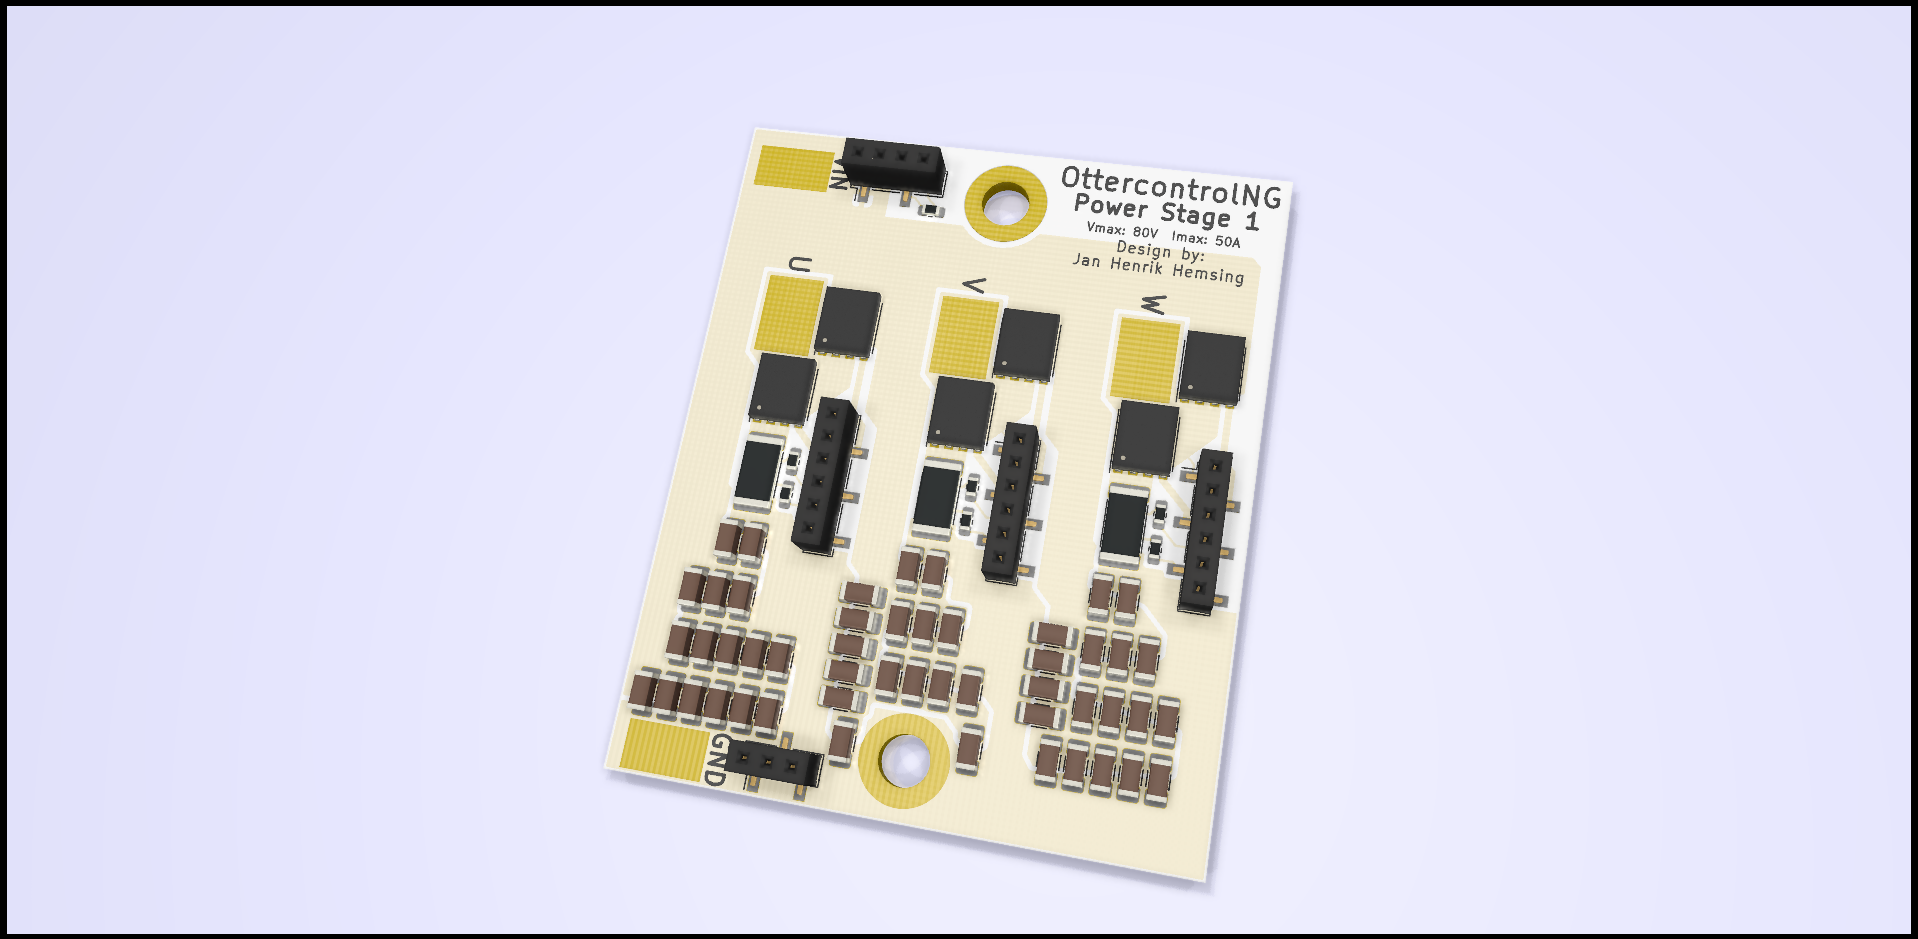 OttercontrolNG
Power Stage 1
Vmax: 80V Imax: 50A
Design by:
Jan Henrik Hemsing
U
V
W
GND